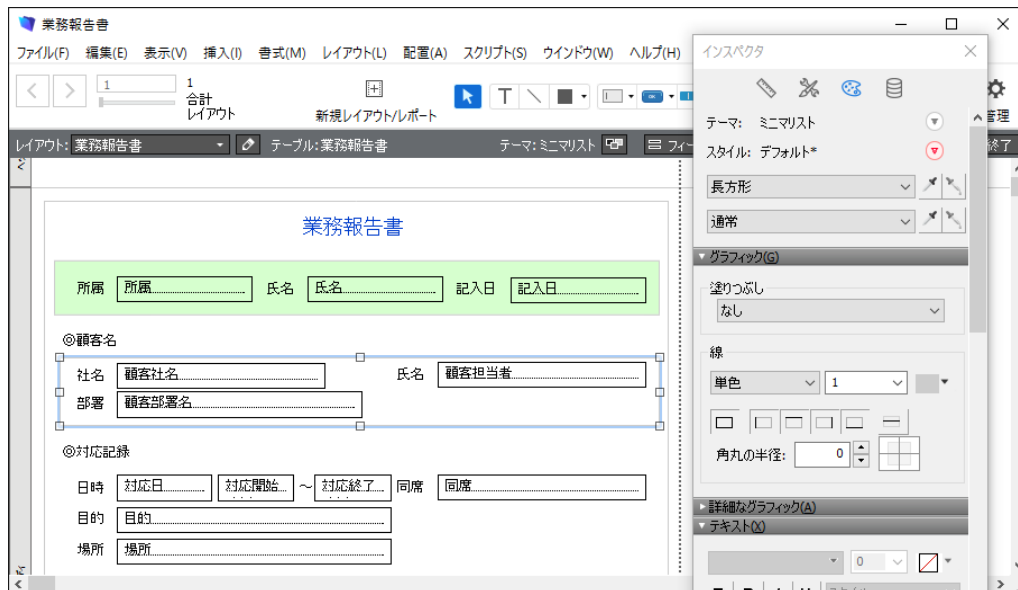 業務報告書
ファイル(F) 編集(E) 表示(V) 挿入(I) 書式(M) レイアウト(L) 配置(A) スクリプト(S) ウインドウ(W) ヘルプ(H)
1
1
合計
レイアウト
新規レイアウト/レポート
T
管理
レイアウト: 業務報告書
テーブル:業務報告書
テーマ:ミニマリスト
フィー
終了
業務報告書
所属 所属 氏名 氏名 記入日 記入日
◎顧客名
社名 顧客社名 氏名 顧客担当者
部署 顧客部署名
◎対応記録
日時 対応日 対応開始 ～ 対応終了 同席 同席
目的 目的
場所 場所
インスペクタ
テーマ: ミニマリスト
スタイル: デフォルト*
長方形
通常
グラフィック(G)
塗りつぶし
なし
線
単色 1
角丸の半径: 0
詳細なグラフィック(A)
テキスト(X)
0